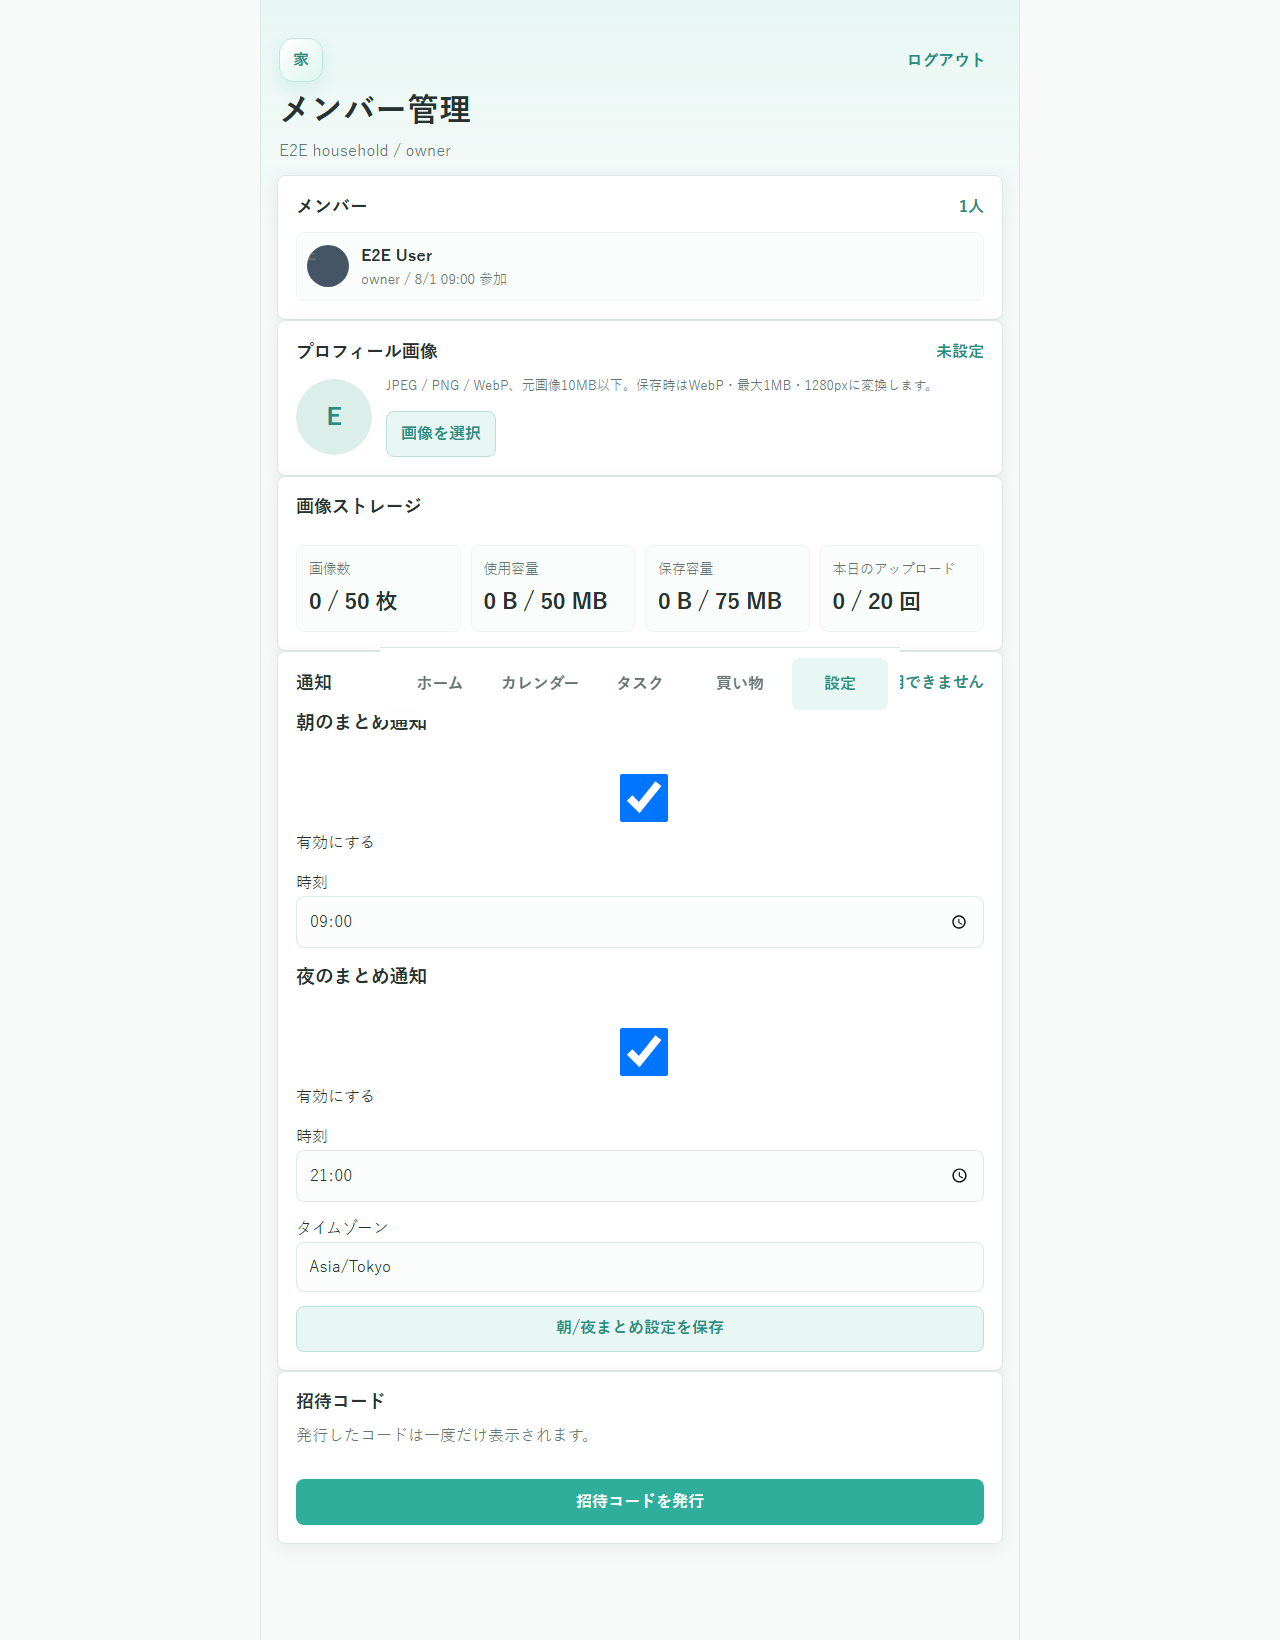 家
ログアウト
メンバー管理
E2E household / owner
メンバー
1人
E2E User
owner / 8/1 09:00 参加
プロフィール画像
未設定
E
JPEG / PNG / WebP、元画像10MB以下。保存時はWebP・最大1MB・1280pxに変換します。
画像を選択
画像ストレージ
画像数
0 / 50 枚
使用容量
0 B / 50 MB
保存容量
0 B / 75 MB
本日のアップロード
0 / 20 回
通知
ホーム
カレンダー
タスク
買い物
設定
できません
朝のまとめ通知
有効にする
時刻
09:00
夜のまとめ通知
有効にする
時刻
21:00
タイムゾーン
Asia/Tokyo
朝/夜まとめ設定を保存
招待コード
発行したコードは一度だけ表示されます。
招待コードを発行